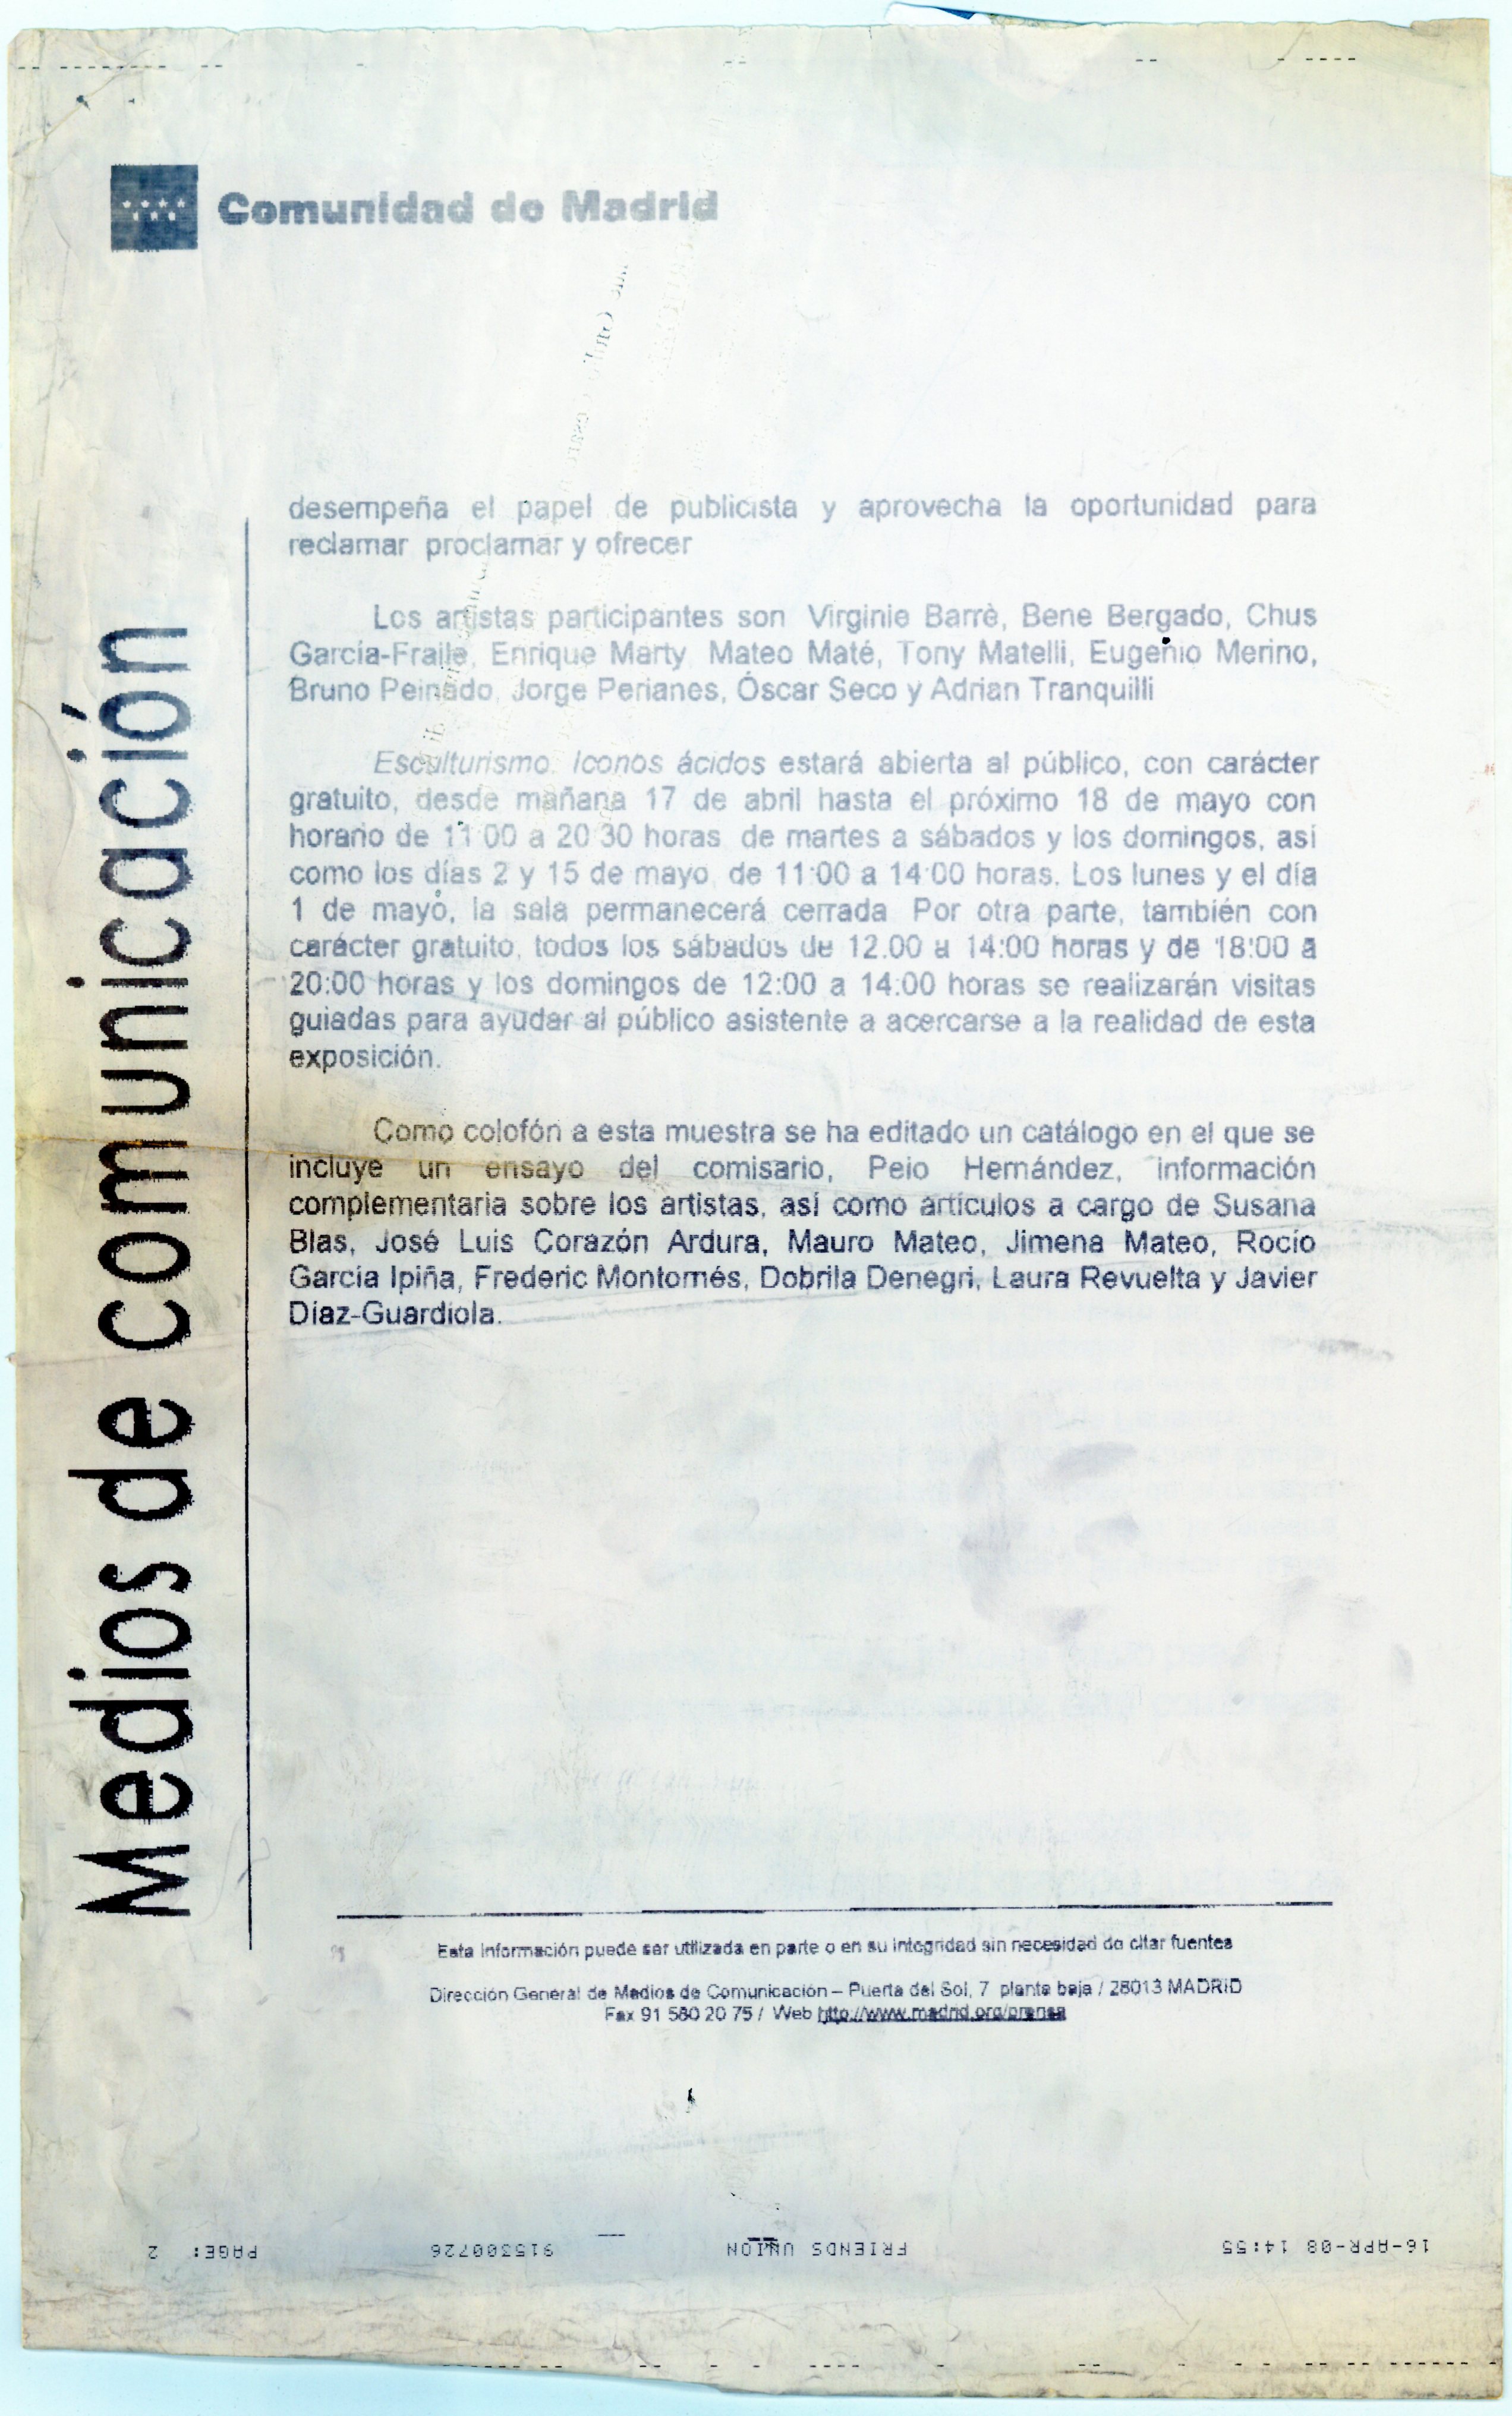 Comunidad de Madrid
Medios de comunicación
desempeña el papel de publicista y aprovecha la oportunidad para
reclamar proclamar y ofrecer
Los artistas participantes son Virginie Barrè, Bene Bergado, Chus
García-Fraile, Enrique Marty, Mateo Maté, Tony Matelli, Eugenio Merino,
Bruno Peinado, Jorge Perianes, Óscar Seco y Adrian Tranquilli
Esculturismo. Iconos ácidos estará abierta al público, con carácter
gratuito, desde mañana 17 de abril hasta el próximo 18 de mayo con
horario de 11:00 a 20:30 horas de martes a sábados y los domingos, así
como los días 2 y 15 de mayo, de 11:00 a 14:00 horas. Los lunes y el día
1 de mayo, la sala permanecerá cerrada Por otra parte, también con
carácter gratuito, todos los sábados de 12.00 a 14:00 horas y de 18:00 a
20:00 horas y los domingos de 12:00 a 14:00 horas se realizarán visitas
guiadas para ayudar al público asistente a acercarse a la realidad de esta
exposición.
Como colofón a esta muestra se ha editado un catálogo en el que se
incluye un ensayo del comisario, Peio Hernández, información
complementaria sobre los artistas, así como artículos a cargo de Susana
Blas, José Luis Corazón Ardura, Mauro Mateo, Jimena Mateo, Rocío
García Ipiña, Frederic Montornés, Dobrila Denegri, Laura Revuelta y Javier
Díaz-Guardiola.
Esta información puede ser utilizada en parte o en su integridad sin necesidad de citar fuentes
Dirección General de Medios de Comunicación – Puerta del Sol, 7 planta baja / 28013 MADRID
Fax 91 580 20 75 / Web http://www.madrid.org/prensa
16-APR-08 14:55 FRIENDS UNION 915300726 PAGE: 2